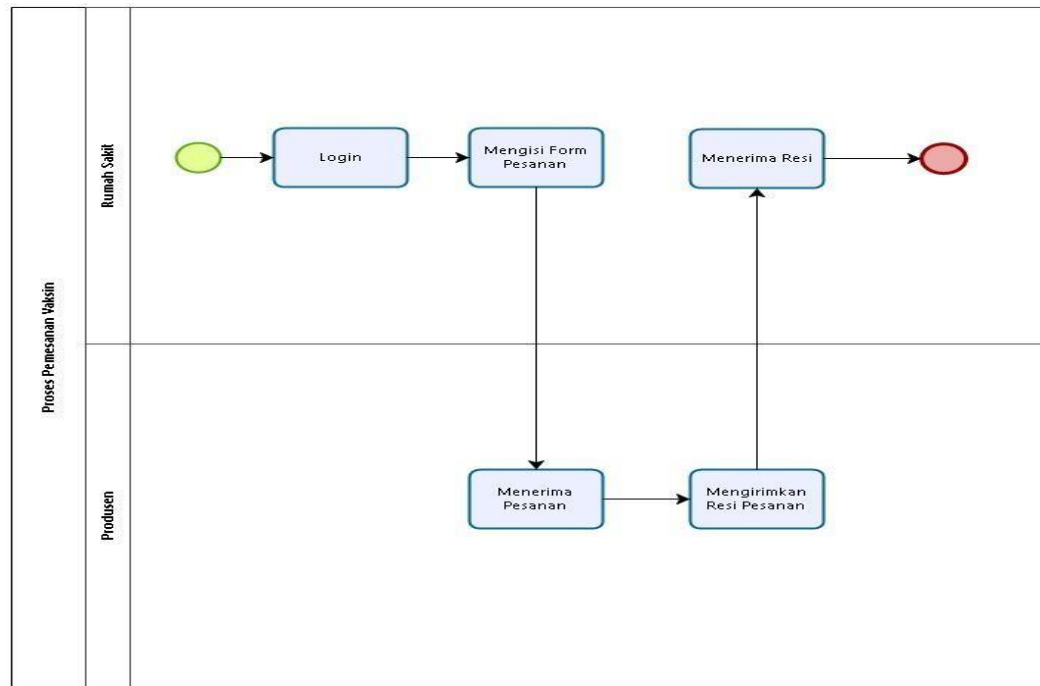 Proses Pemesanan Vaksin
Rumah Sakit
Login
Mengisi Form
Pesanan
Menerima Resi
Produsen
Menerima
Pesanan
Mengirimkan
Resi Pesanan